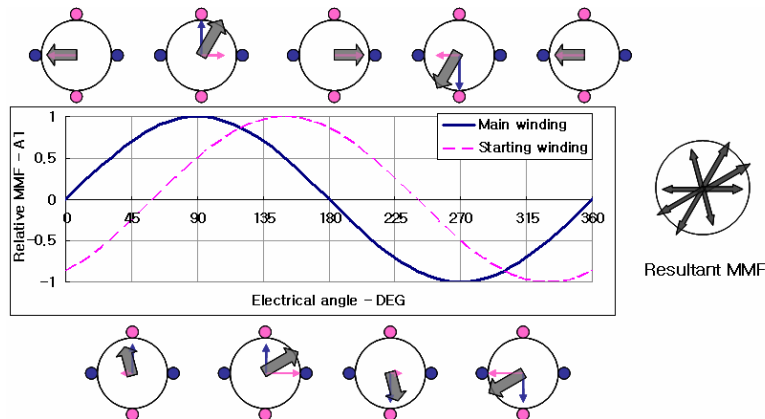 Relative MMF - AT
1
0.5
0
-0.5
-1
Main winding
Starting winding
0 45 90 135 180 225 270 315 360
Electrical angle - DEG
Resultant MMF